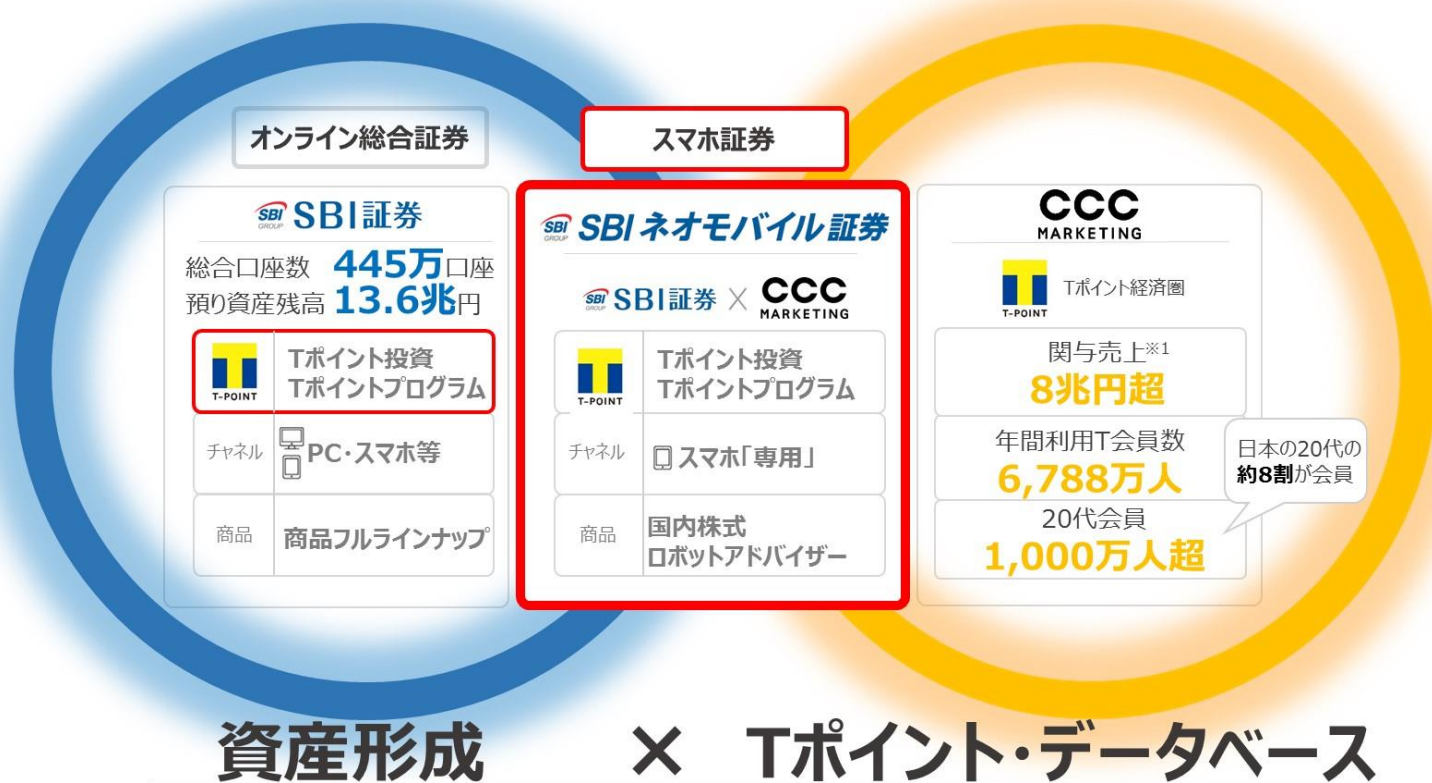 オンライン総合証券
スマホ証券
SBI GROUP SBI証券
総合口座数 445万口座
預り資産残高 13.6兆円
T-POINT
Tポイント投資
Tポイントプログラム
チャネル PC・スマホ等
商品 商品フルラインナップ
SBI GROUP SBIネオモバイル証券
SBI GROUP SBI証券 × CCC MARKETING
T-POINT
Tポイント投資
Tポイントプログラム
チャネル スマホ「専用」
商品
国内株式
ロボットアドバイザー
CCC
MARKETING
T-POINT
Tポイント経済圏
関与売上※1
8兆円超
年間利用T会員数
6,788万人
20代会員
1,000万人超
日本の20代の
約8割が会員
資産形成 × Tポイント・データベース